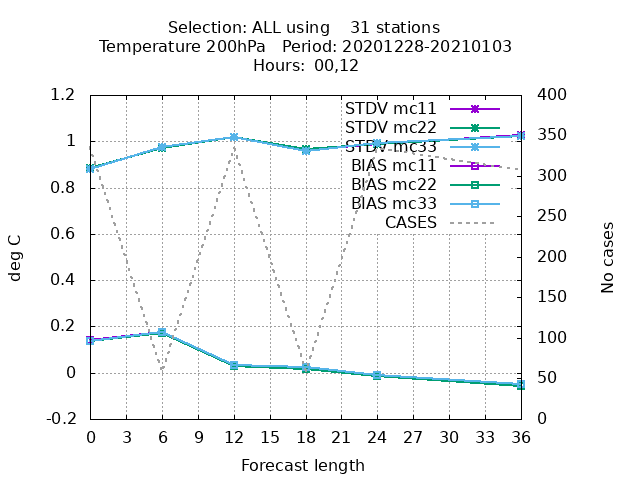 Selection: ALL using    31 stations
Temperature 200hPa   Period: 20201228-20210103
Hours:  00,12
1.2
1
0.8
0.6
0.4
0.2
0
-0.2
deg C
STDV mc11
STDV mc22
STDV mc33
BIAS mc11
BIAS mc22
BIAS mc33
CASES
400
350
300
250
200
150
100
50
0
No cases
0 3 6 9 12 15 18 21 24 27 30 33 36
Forecast length